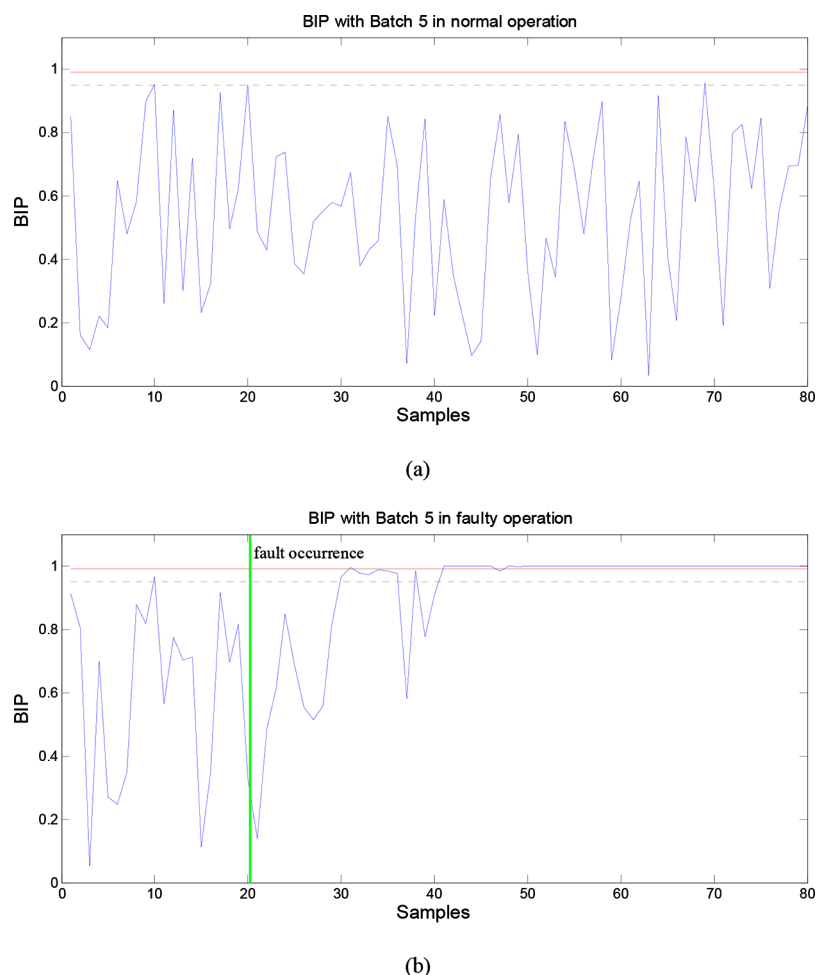 BIP with Batch 5 in normal operation
1
0.8
0.6
0.4
0.2
0
BIP
0 10 20 30 40 50 60 70 80
Samples
(a)
BIP with Batch 5 in faulty operation
fault occurrence
1
0.8
0.6
0.4
0.2
0
BIP
0 10 20 30 40 50 60 70 80
Samples
(b)